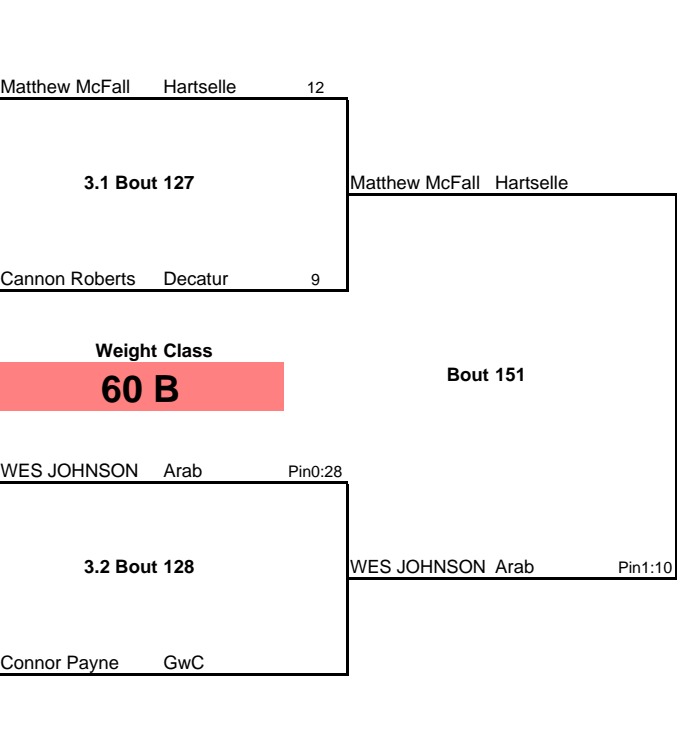 Matthew McFall Hartselle 12
3.1 Bout 127
Matthew McFall Hartselle
Cannon Roberts Decatur 9
Weight Class
60 B
Bout 151
WES JOHNSON Arab Pin0:28
3.2 Bout 128
WES JOHNSON Arab Pin1:10
Connor Payne GwC